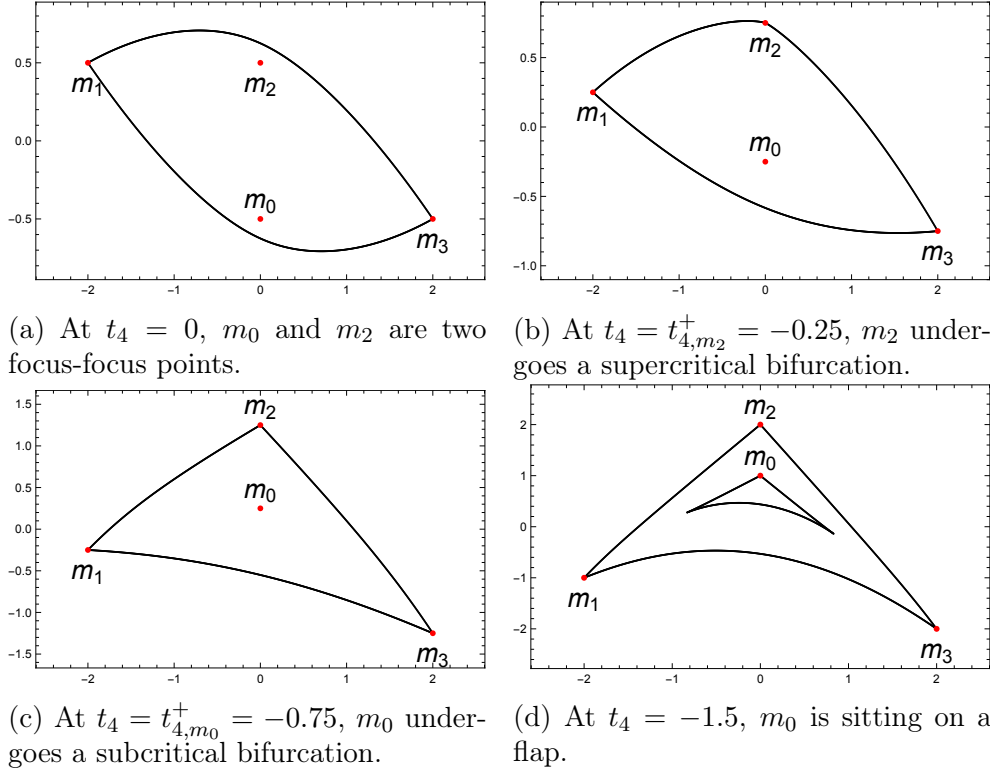 0.5
0.0
-0.5
-2
-1
0
1
2
m₁
m₂
m₀
m₃
(a) At t₄ = 0, m₀ and m₂ are two
focus-focus points.
0.5
0.0
-0.5
-1.0
-2
-1
0
1
2
m₂
m₁
m₀
m₃
(b) At t₄ = t⁺₄,ₘ₂ = −0.25, m₂ under-
goes a supercritical bifurcation.
1.5
1.0
0.5
0.0
-0.5
-1.0
-1.5
-2
-1
0
1
2
m₂
m₀
m₁
m₃
(c) At t₄ = t⁺₄,ₘ₀ = −0.75, m₀ under-
goes a subcritical bifurcation.
2
1
0
-1
-2
-2
-1
0
1
2
m₂
m₀
m₁
m₃
(d) At t₄ = −1.5, m₀ is sitting on a
flap.